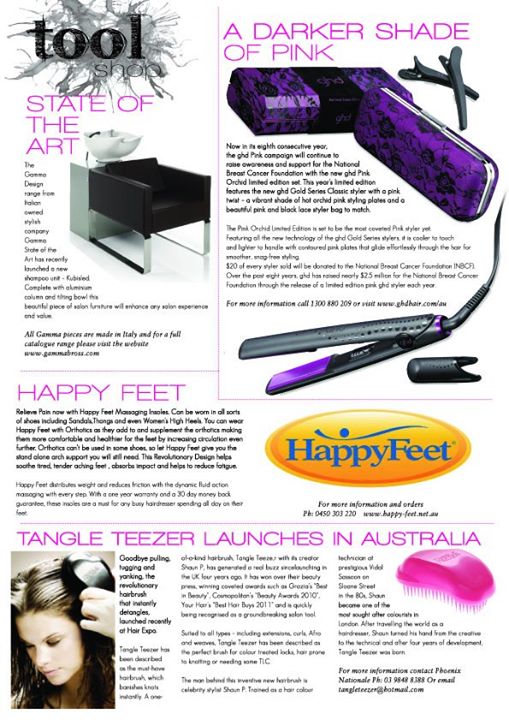 tool
shop
STATE OF
THE
ART
The
Gamma
Design
range from
Italian
owned
stylish
company
Gamma
State of the
Art has recently
launched a new
shampoo unit - Kubisled.
Complete with aluminium
column and tilting bowl this
beautiful piece of salon furniture will enhance any salon experience
and value.
All Gamma pieces are made in Italy and for a full
catalogue range please visit the website
www.gammabross.com
A DARKER SHADE
OF PINK
ghd
ghd
Now in its eighth consecutive year,
the ghd Pink campaign will continue to
raise awareness and support for the National
Breast Cancer Foundation with the new ghd Pink
Orchid limited edition set. This year's limited edition
features the new ghd Gold Series Classic styler with a pink
twist - a vibrant shade of hot orchid pink styling plates and a
beautiful pink and black lace styler bag to match.
The Pink Orchid Limited Edition is set to be the most coveted Pink styler yet.
Featuring all the new technology of the ghd Gold Series stylers, it is cooler to touch
and lighter to handle with contoured pink plates that glide effortlessly through the hair for
smoother, snag-free styling.
$20 of every styler sold will be donated to the National Breast Cancer Foundation (NBCF).
Over the past eight years, ghd has raised nearly $2.5 million for the National Breast Cancer
Foundation through the release of a limited edition pink ghd styler each year.
For more information call 1300 880 209 or visit www.ghdhair.com/au
HAPPY FEET
Relieve Pain now with Happy Feet Massaging Insoles. Can be worn in all sorts
of shoes including Sandals,Thongs and even Women's High Heels. You can wear
Happy Feet with Orthotics as they add to and supplement the orthotics making
them more comfortable and healthier for the feet by increasing circulation even
further. Orthotics can't be used in some shoes, so let Happy Feet give you the
stand alone arch support you will still need. This Revolutionary Design helps
soothe tired, tender aching feet , absorbs impact and helps to reduce fatigue.
Happy Feet distributes weight and reduces friction with the dynamic fluid action
massaging with every step. With a one year warranty and a 30 day money back
guarantee, these insoles are a must for any busy hairdresser spending all day on their
feet.
HappyFeet
For more information and orders
Ph: 0450 303 220 www.happy-feet.net.au
TANGLE TEEZER LAUNCHES IN AUSTRALIA
Goodbye pulling,
tugging and
yanking, the
revolutionary
hairbrush
that instantly
detangles,
launched recently
at Hair Expo.
Tangle Teezer has
been described
as the must-have
hairbrush, which
banishes knots
instantly. A one-
of-a-kind hairbrush, Tangle Teeze,r with its creator
Shaun P, has generated a real buzz sincelaunching in
the UK four years ago. It has won over their beauty
press, winning coveted awards such as Grazia's "Best
in Beauty", Cosmopolitan's "Beauty Awards 2010",
Your Hair's "Best Hair Buys 2011" and is quickly
being recognised as a groundbreaking salon tool.
Suited to all types - including extensions, curls, Afro
and weaves, Tangle Teezer has been described as
the perfect brush for colour treated locks, hair prone
to knotting or needing some TLC.
The man behind this inventive new hairbrush is
celebrity stylist Shaun P. Trained as a hair colour
technician at
prestigious Vidal
Sassoon on
Sloane Street
in the 80s, Shaun
became one of the
most sought after colourists in
London. After travelling the world as a
hairdresser, Shaun turned his hand from the creative
to the technical and after four years of development,
Tangle Teezer was born.
For more information contact Phoenix
Nationale Ph: 03 9848 8388 Or email
tangleteezer@hotmail.com